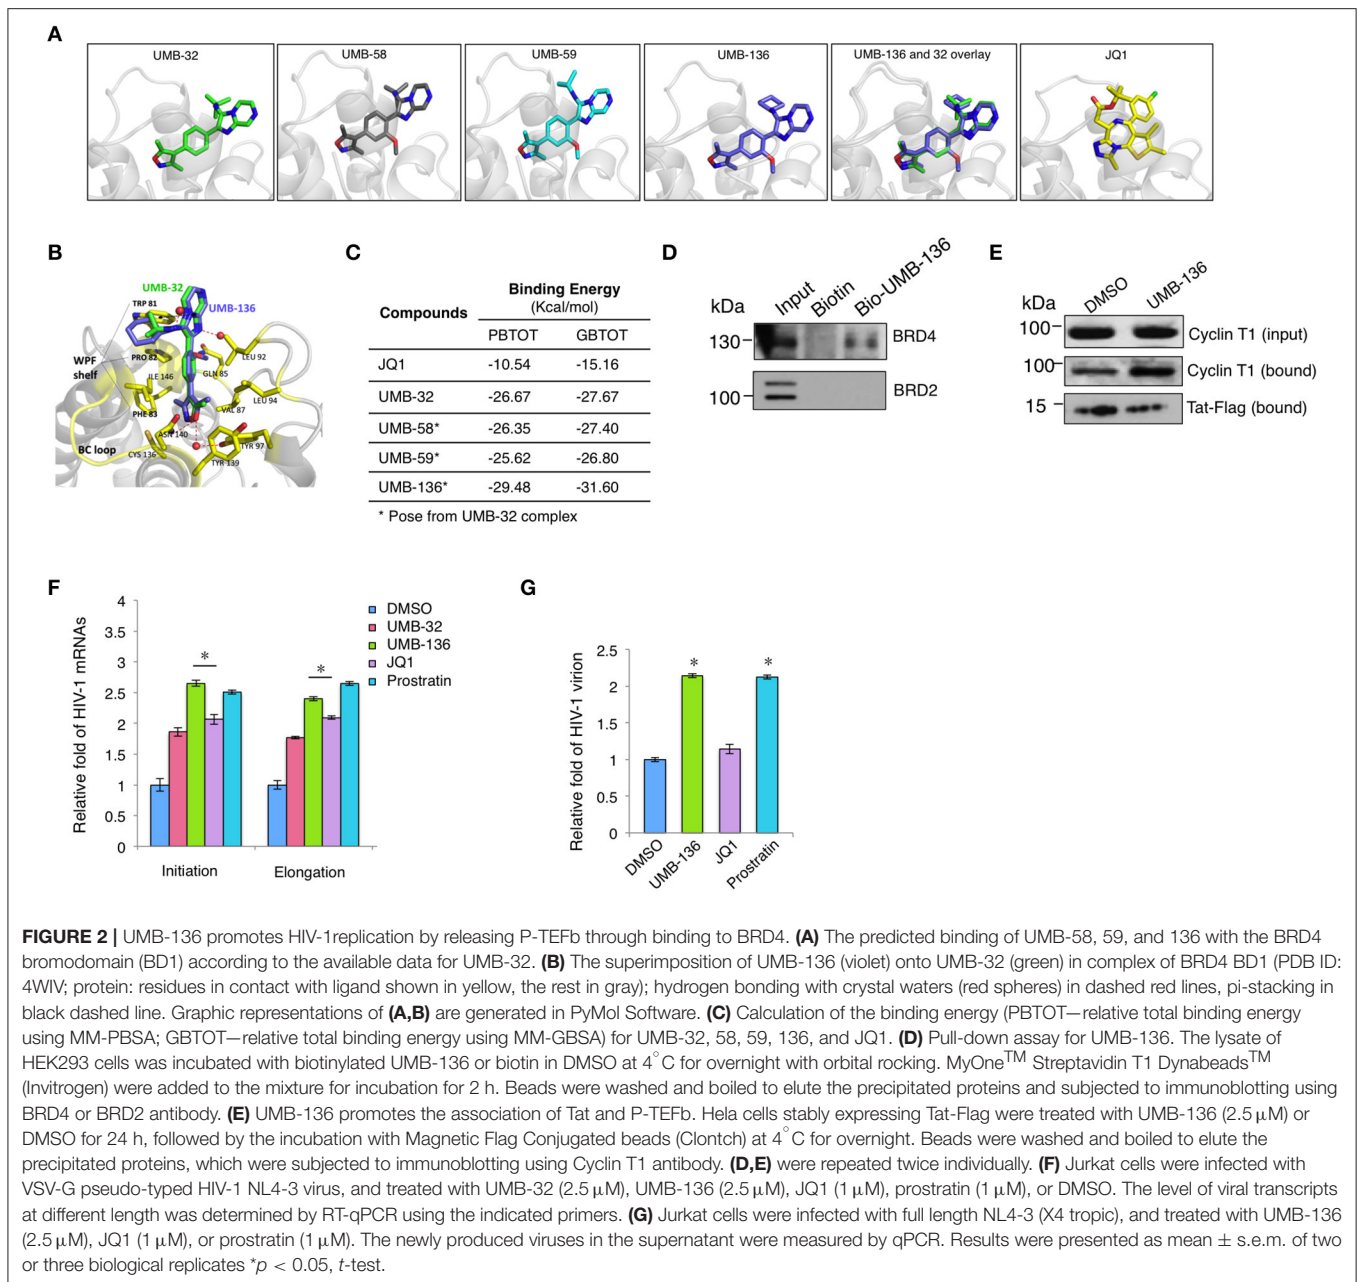 A
UMB-32
UMB-58
UMB-59
UMB-136
UMB-136 and 32 overlay
JQ1
B
UMB-32
TRP 81
UMB-136
WPF
shelf
PRO 82
LEU 92
GLN 85
ILE 146
LEU 94
PHE 83
VAL 87
ASN 140
BC loop
CYS 136
TYR 97
TYR 139
C
Compounds
Binding Energy
(Kcal/mol)
PBTOT GBTOT
JQ1 -10.54 -15.16
UMB-32 -26.67 -27.67
UMB-58* -26.35 -27.40
UMB-59* -25.62 -26.80
UMB-136* -29.48 -31.60
* Pose from UMB-32 complex
D
kDa
Input
Biotin
Bio-UMB-136
130
BRD4
100
BRD2
E
kDa
DMSO
UMB-136
100
Cyclin T1 (input)
100
Cyclin T1 (bound)
15
Tat-Flag (bound)
F
Relative fold of HIV-1 mRNAs
4
3.5
3
2.5
2
1.5
1
0.5
0
*
*
Initiation
Elongation
DMSO
UMB-32
UMB-136
JQ1
Prostratin
G
Relative fold of HIV-1 virion
2.5
2
1.5
1
0.5
0
*
*
DMSO
UMB-136
JQ1
Prostratin
FIGURE 2 | UMB-136 promotes HIV-1replication by releasing P-TEFb through binding to BRD4. (A) The predicted binding of UMB-58, 59, and 136 with the BRD4
bromodomain (BD1) according to the available data for UMB-32. (B) The superimposition of UMB-136 (violet) onto UMB-32 (green) in complex of BRD4 BD1 (PDB ID:
4WIV; protein: residues in contact with ligand shown in yellow, the rest in gray); hydrogen bonding with crystal waters (red spheres) in dashed red lines, pi-stacking in
black dashed line. Graphic representations of (A,B) are generated in PyMol Software. (C) Calculation of the binding energy (PBTOT—relative total binding energy
using MM-PBSA; GBTOT—relative total binding energy using MM-GBSA) for UMB-32, 58, 59, 136, and JQ1. (D) Pull-down assay for UMB-136. The lysate of
HEK293 cells was incubated with biotinylated UMB-136 or biotin in DMSO at 4°C for overnight with orbital rocking. MyOne™ Streptavidin T1 Dynabeads™
(Invitrogen) were added to the mixture for incubation for 2 h. Beads were washed and boiled to elute the precipitated proteins and subjected to immunoblotting using
BRD4 or BRD2 antibody. (E) UMB-136 promotes the association of Tat and P-TEFb. Hela cells stably expressing Tat-Flag were treated with UMB-136 (2.5 μM) or
DMSO for 24 h, followed by the incubation with Magnetic Flag Conjugated beads (Clontch) at 4°C for overnight. Beads were washed and boiled to elute the
precipitated proteins, which were subjected to immunoblotting using Cyclin T1 antibody. (D,E) were repeated twice individually. (F) Jurkat cells were infected with
VSV-G pseudo-typed HIV-1 NL4-3 virus, and treated with UMB-32 (2.5 μM), UMB-136 (2.5 μM), JQ1 (1 μM), prostratin (1 μM), or DMSO. The level of viral transcripts
at different length was determined by RT-qPCR using the indicated primers. (G) Jurkat cells were infected with full length NL4-3 (X4 tropic), and treated with UMB-136
(2.5 μM), JQ1 (1 μM), or prostratin (1 μM). The newly produced viruses in the supernatant were measured by qPCR. Results were presented as mean ± s.e.m. of two
or three biological replicates *p < 0.05, t-test.